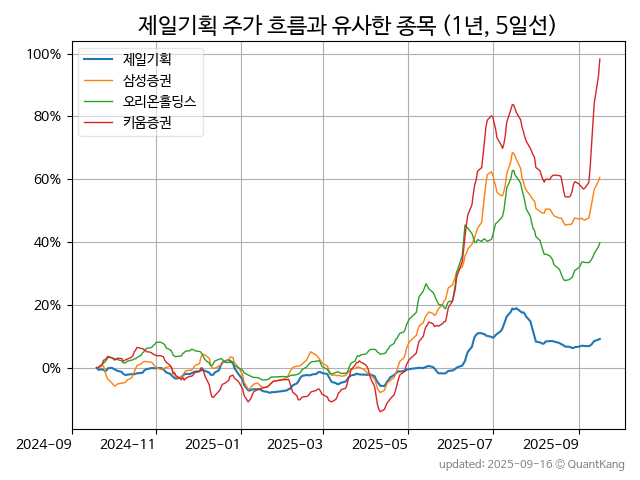 제일기획 주가 흐름과 유사한 종목 (1년, 5일선)
100%
80%
60%
40%
20%
0%
제일기획
삼성증권
오리온홀딩스
키움증권
2024-09
2024-11
2025-01
2025-03
2025-05
2025-07
2025-09
updated: 2025-09-16 © QuantKang